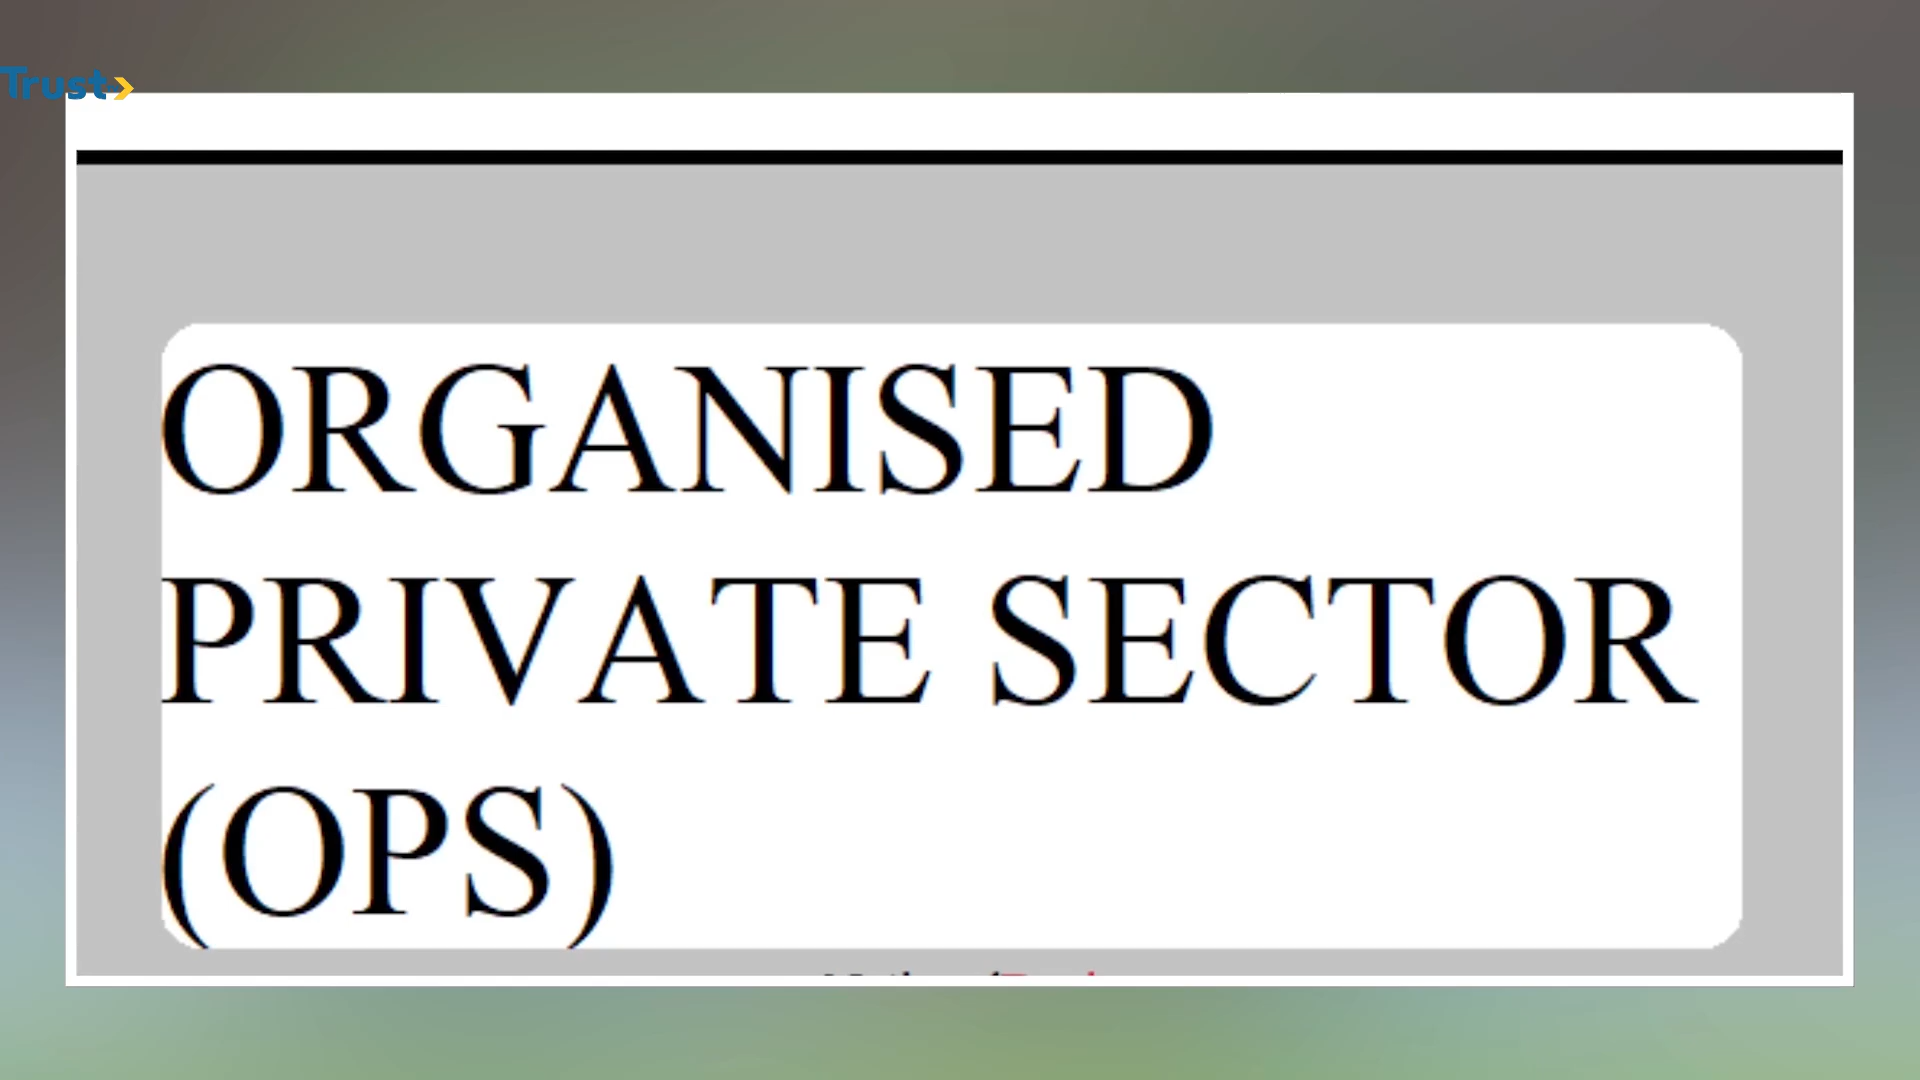 Trust
ORGANISED
PRIVATE SECTOR
(OPS)